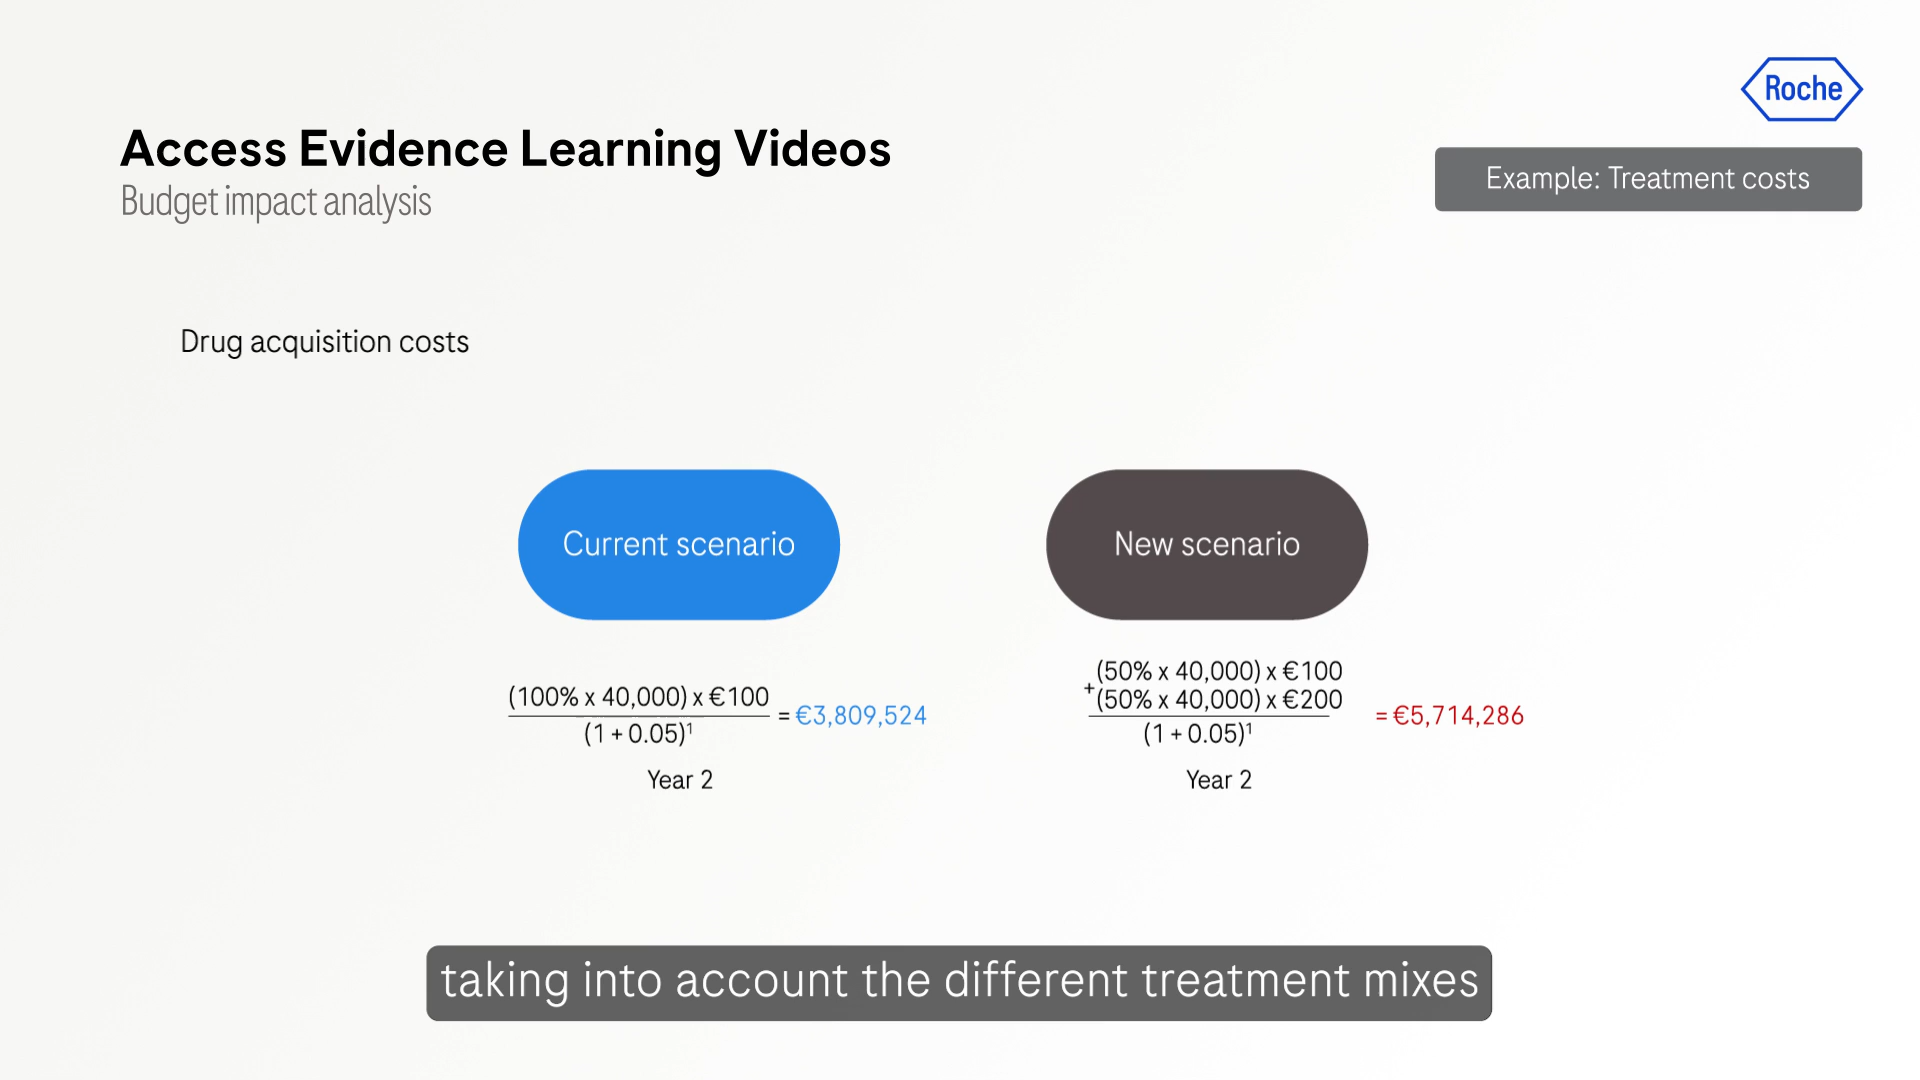 Roche
Access Evidence Learning Videos
Budget impact analysis
Example: Treatment costs
Drug acquisition costs
Current scenario
New scenario
(100% x 40,000) x €100
(1 + 0.05)¹
= €3,809,524
Year 2
(50% x 40,000) x €100
+(50% x 40,000) x €200
(1 + 0.05)¹
= €5,714,286
Year 2
taking into account the different treatment mixes